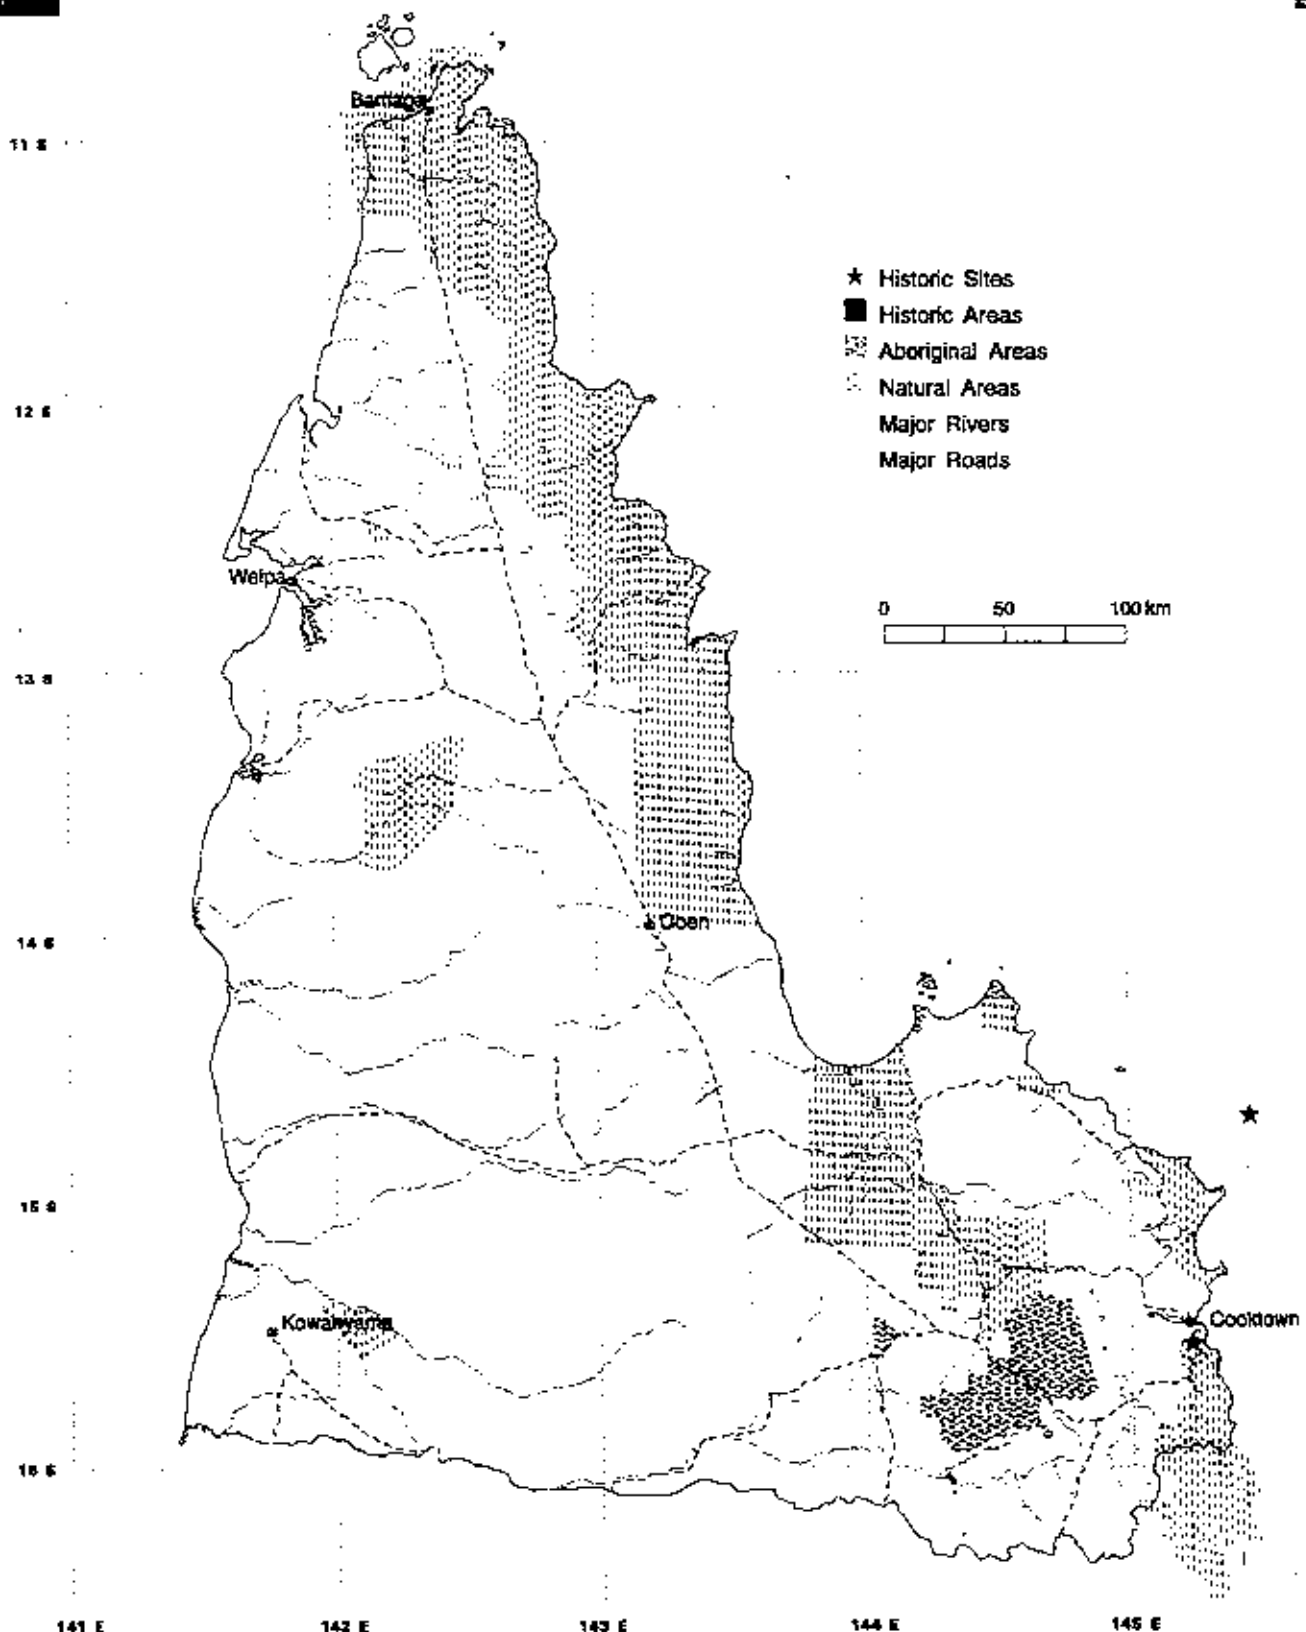 Bamaga
11 S
★ Historic Sites
Historic Areas
Aboriginal Areas
Natural Areas
12 S
Major Rivers
Major Roads
Weipa
0 50 100 km
13 S
Coen
14 S
15 S
Kowanyama
Cooktown
16 S
141 E 142 E 143 E 144 E 145 E